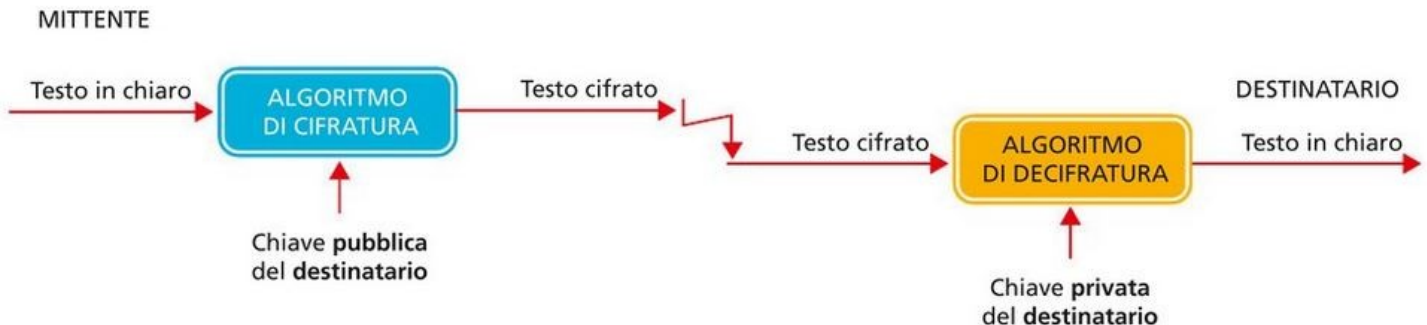 MITTENTE
Testo in chiaro
ALGORITMO
DI CIFRATURA
Testo cifrato
Chiave pubblica
del destinatario
Testo cifrato
ALGORITMO
DI DECIFRATURA
DESTINATARIO
Testo in chiaro
Chiave privata
del destinatario